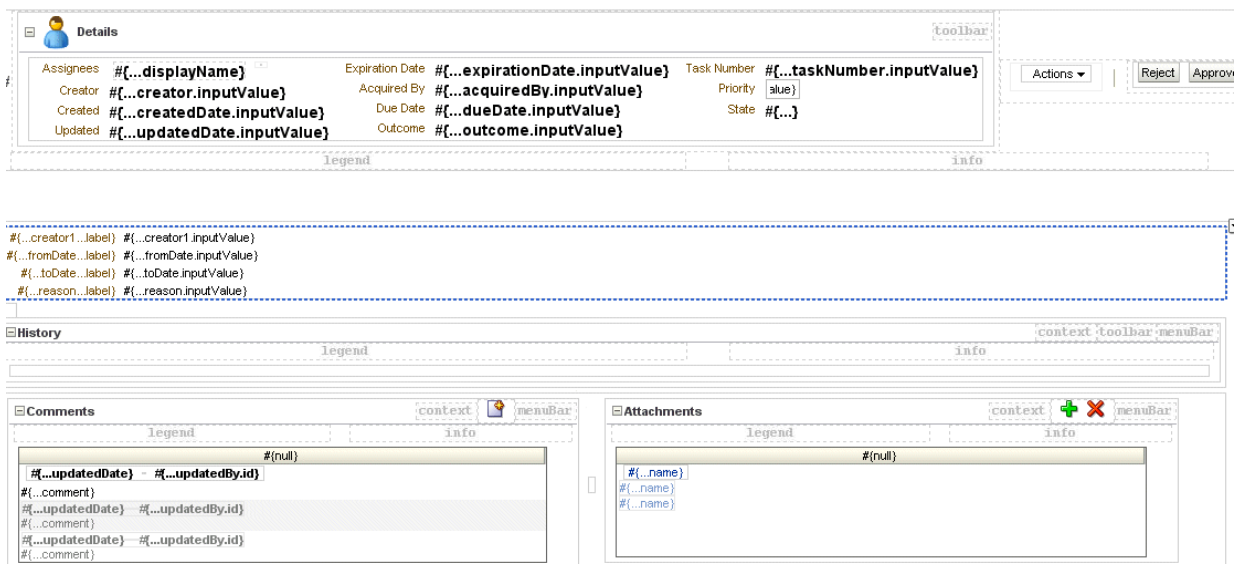 Details toolbar
Assignees #{...displayName} Expiration Date #{...expirationDate.inputValue} Task Number #{...taskNumber.inputValue} Actions Reject Approve
Creator #{...creator.inputValue} Acquired By #{...acquiredBy.inputValue} Priority alue}
Created #{...createdDate.inputValue} Due Date #{...dueDate.inputValue} State #{...}
Updated #{...updatedDate.inputValue} Outcome #{...outcome.inputValue}
legend info
#{...creator1...label} #{...creator1.inputValue}
#{...fromDate...label} #{...fromDate.inputValue}
#{...toDate...label} #{...toDate.inputValue}
#{...reason...label} #{...reason.inputValue}
History context toolbar menuBar
legend info
Comments context menuBar Attachments context menuBar
legend info legend info
#{null} #{null}
#{...updatedDate} - #{...updatedBy.id} #{...name}
#{...comment} #{...name}
#{...updatedDate} #{...updatedBy.id} #{...name}
#{...comment}
#{...updatedDate} #{...updatedBy.id}
#{...comment}